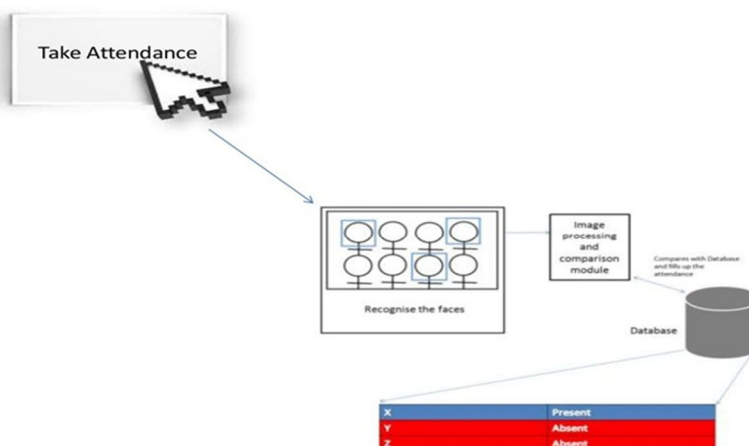 Take Attendance
Image
processing
and
comparison
module
Compares with Database
and fills up the
attendance
Recognise the faces
Database
X Present
Y Absent
Z Absent